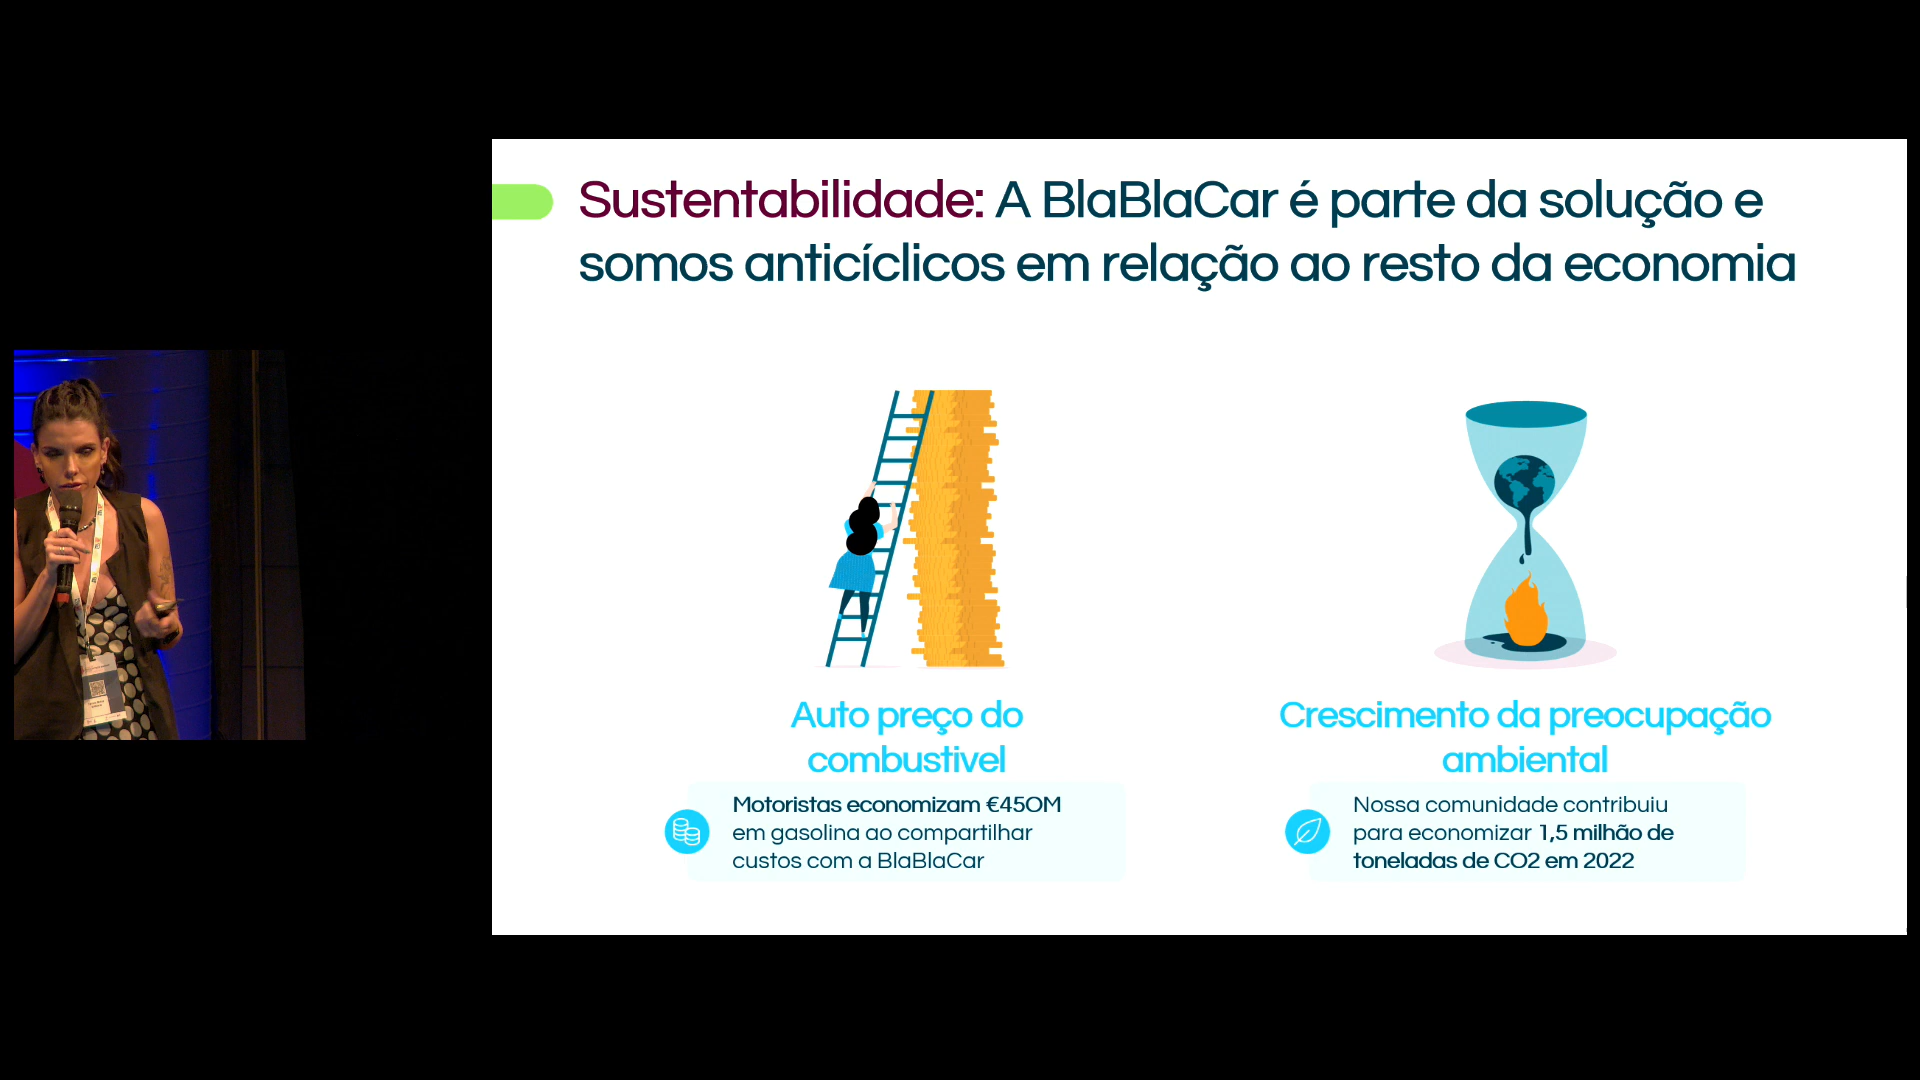 Sustentabilidade: A BlaBlaCar é parte da solução e
somos anticíclicos em relação ao resto da economia
Auto preço do
combustivel
Motoristas economizam €450M
em gasolina ao compartilhar
custos com a BlaBlaCar
Crescimento da preocupação
ambiental
Nossa comunidade contribuiu
para economizar 1,5 milhão de
toneladas de CO2 em 2022